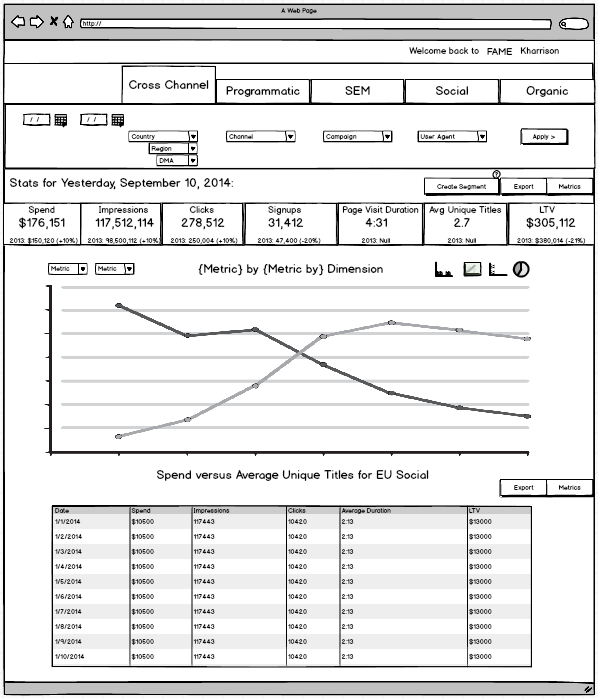 A Web Page
http://
Welcome back to FAME Kharrison
Cross Channel Programmatic SEM Social Organic
/ / / /
Country Channel Campaign User Agent Apply >
Region
DMA
Stats for Yesterday, September 10, 2014:
?
Create Segment Export Metrics
Spend Impressions Clicks Signups Page Visit Duration Avg Unique Titles LTV
$176,151 117,512,114 278,512 31,412 4:31 2.7 $305,112
2013: $150,120 (+10%) 2013: 98,500,112 (+10%) 2013: 250,004 (+10%) 2013: 47,400 (-20%) 2013: Null 2013: Null 2013: $380,014 (-21%)
Metric Metric {Metric} by {Metric by} Dimension
Spend versus Average Unique Titles for EU Social
Export Metrics
Date Spend Impressions Clicks Average Duration LTV
1/1/2014 $10500 117443 10420 2:13 $13000
1/2/2014 $10500 117443 10420 2:13 $13000
1/3/2014 $10500 117443 10420 2:13 $13000
1/4/2014 $10500 117443 10420 2:13 $13000
1/5/2014 $10500 117443 10420 2:13 $13000
1/6/2014 $10500 117443 10420 2:13 $13000
1/7/2014 $10500 117443 10420 2:13 $13000
1/8/2014 $10500 117443 10420 2:13 $13000
1/9/2014 $10500 117443 10420 2:13 $13000
1/10/2014 $10500 117443 10420 2:13 $13000